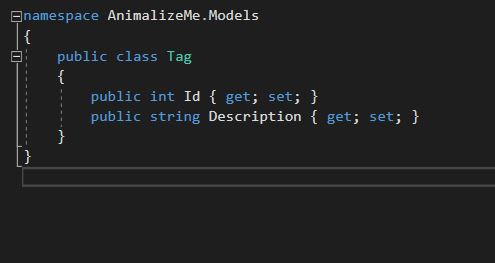 namespace AnimalizeMe.Models
{
    public class Tag
    {
        public int Id { get; set; }
        public string Description { get; set; }
    }
}